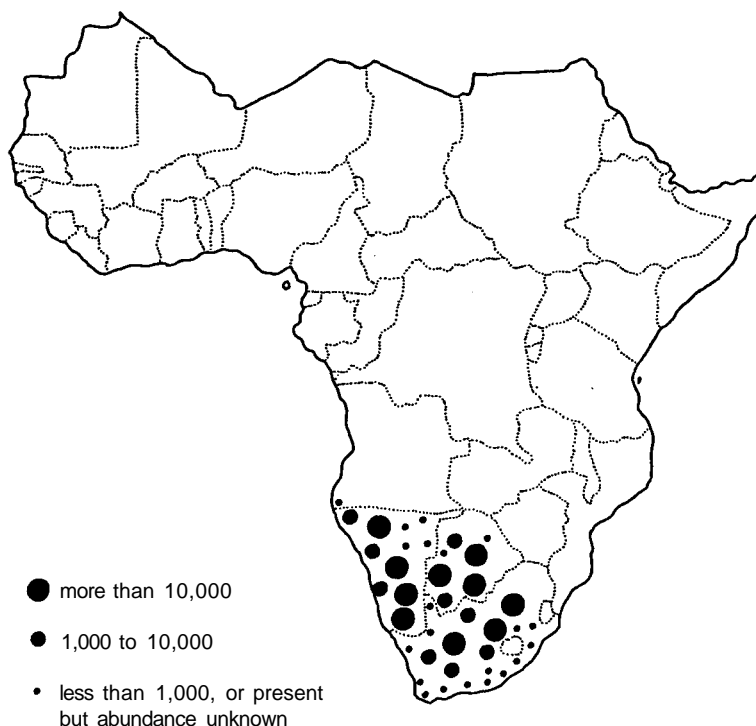 more than 10,000
1,000 to 10,000
less than 1,000, or present
but abundance unknown